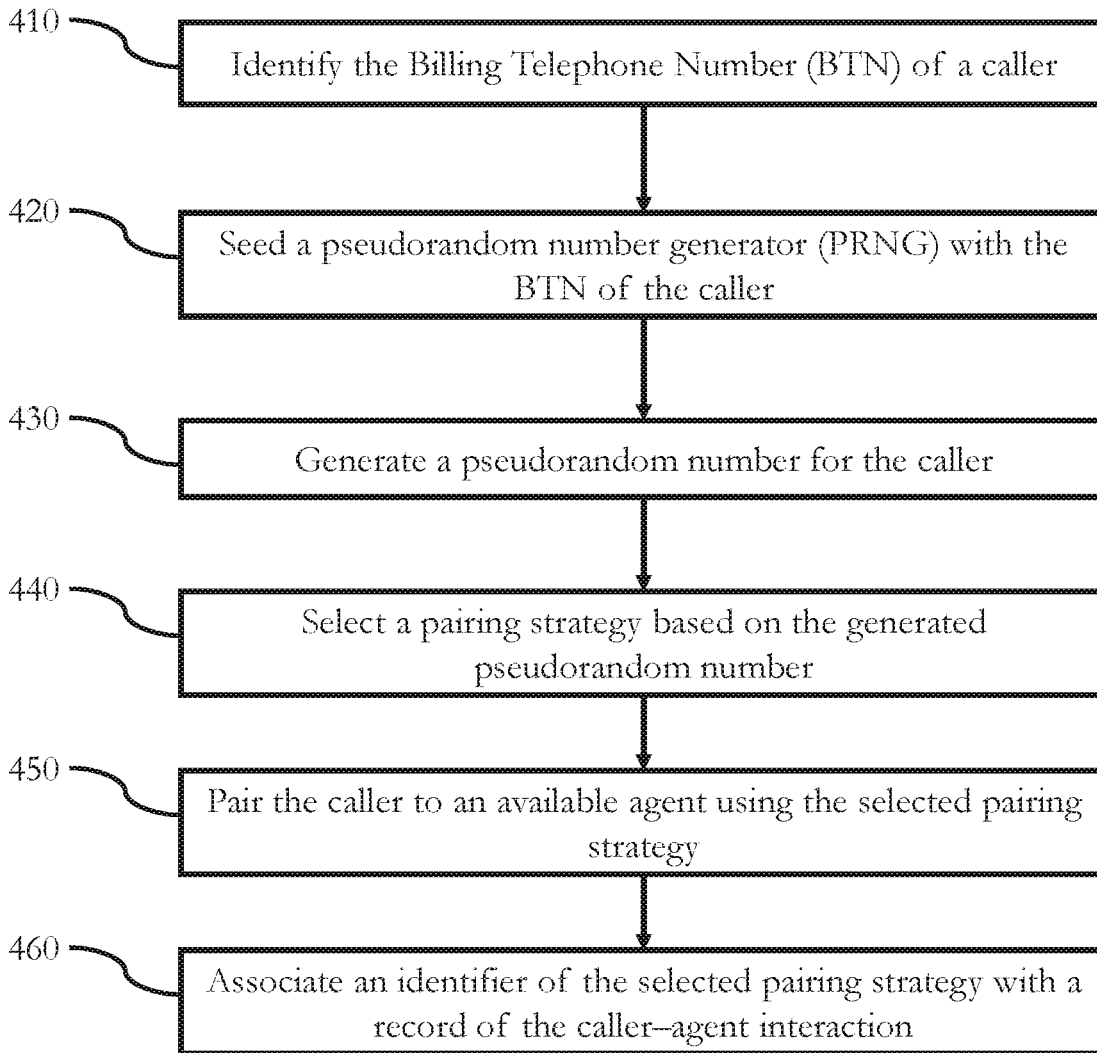 410
Identify the Billing Telephone Number (BTN) of a caller
420
Seed a pseudorandom number generator (PRNG) with the
BTN of the caller
430
Generate a pseudorandom number for the caller
440
Select a pairing strategy based on the generated
pseudorandom number
450
Pair the caller to an available agent using the selected pairing
strategy
460
Associate an identifier of the selected pairing strategy with a
record of the caller–agent interaction